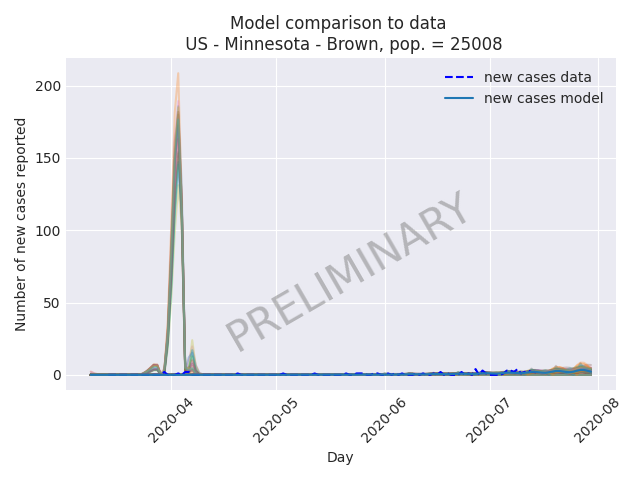 Model comparison to data
US - Minnesota - Brown, pop. = 25008
new cases data
new cases model
Number of new cases reported
200
150
100
50
0
PRELIMINARY
2020-04
2020-05
2020-06
2020-07
2020-08
Day